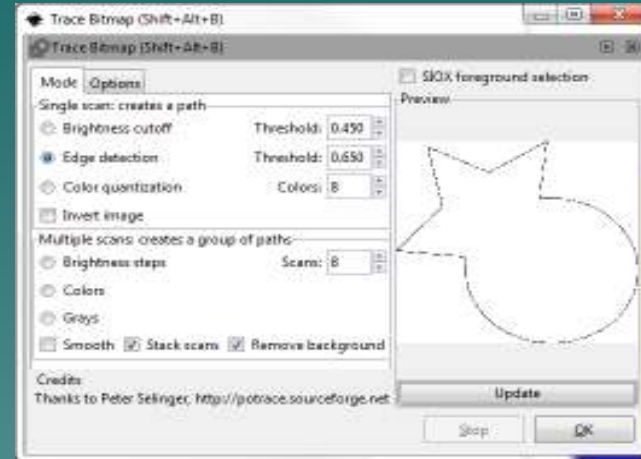 Trace Bitmap (Shift+Alt+B)
Trace Bitmap (Shift+Alt+B)
Mode Options
SIOX foreground selection
Single scan: creates a path
Preview
Brightness cutoff Threshold: 0.450
Edge detection Threshold: 0.650
Color quantization Colors: 8
Invert image
Multiple scans: creates a group of paths
Brightness steps Scans: 8
Colors
Grays
Smooth Stack scans Remove background
Credits
Thanks to Peter Selinger, http://potrace.sourceforge.net
Update
Stop OK